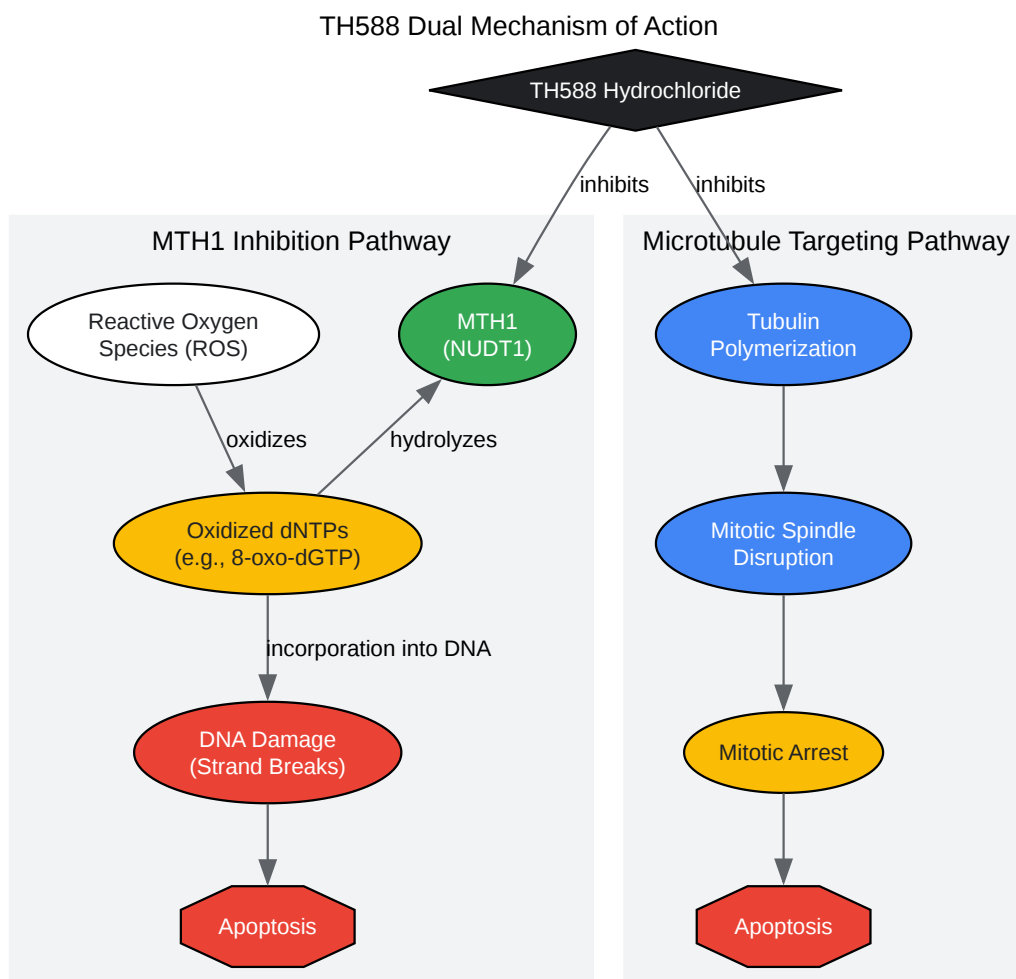 TH588 Dual Mechanism of Action
TH588 Hydrochloride
inhibits
inhibits
MTH1 Inhibition Pathway
Reactive Oxygen
Species (ROS)
MTH1
(NUDT1)
oxidizes
hydrolyzes
Oxidized dNTPs
(e.g., 8-oxo-dGTP)
incorporation into DNA
DNA Damage
(Strand Breaks)
Apoptosis
Microtubule Targeting Pathway
Tubulin
Polymerization
Mitotic Spindle
Disruption
Mitotic Arrest
Apoptosis